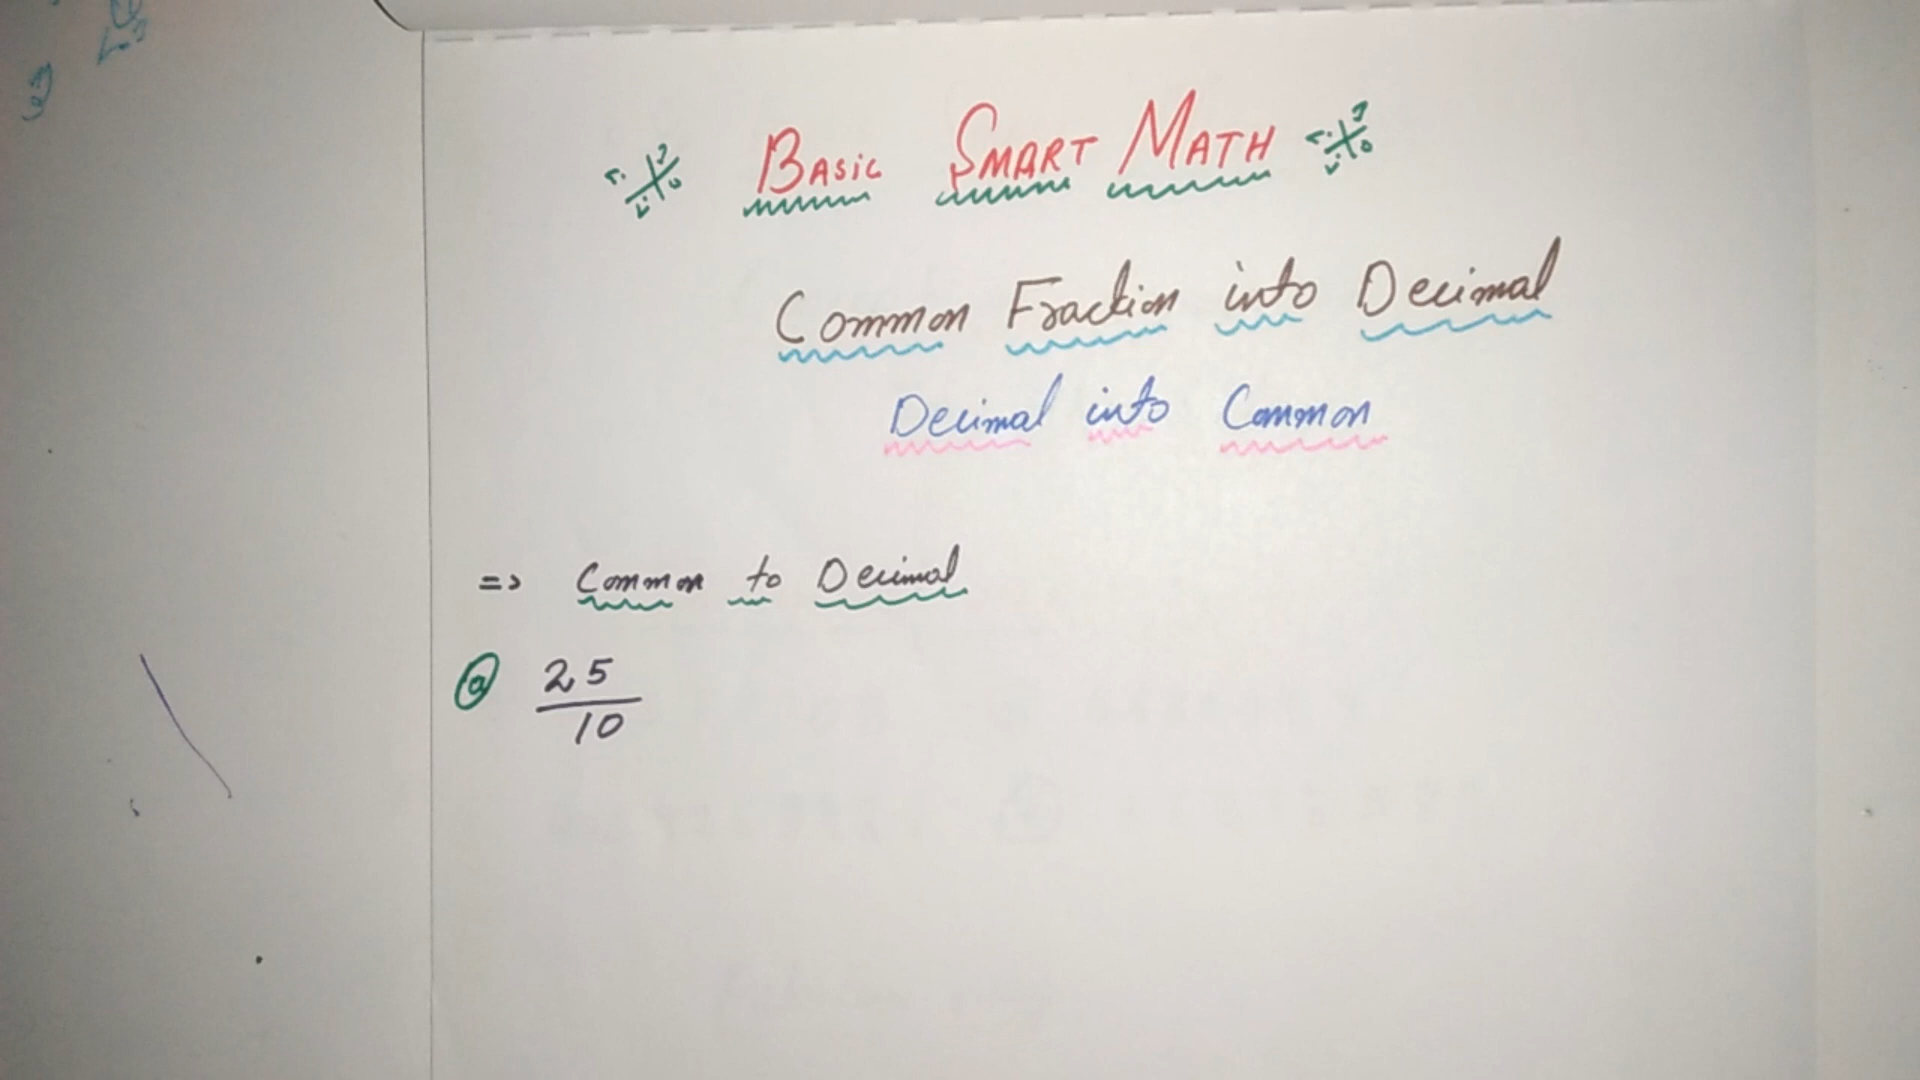 BASIC SMART MATH
Common Fraction into Decimal
Decimal into Common
=> Common to Decimal
ⓐ 25
10